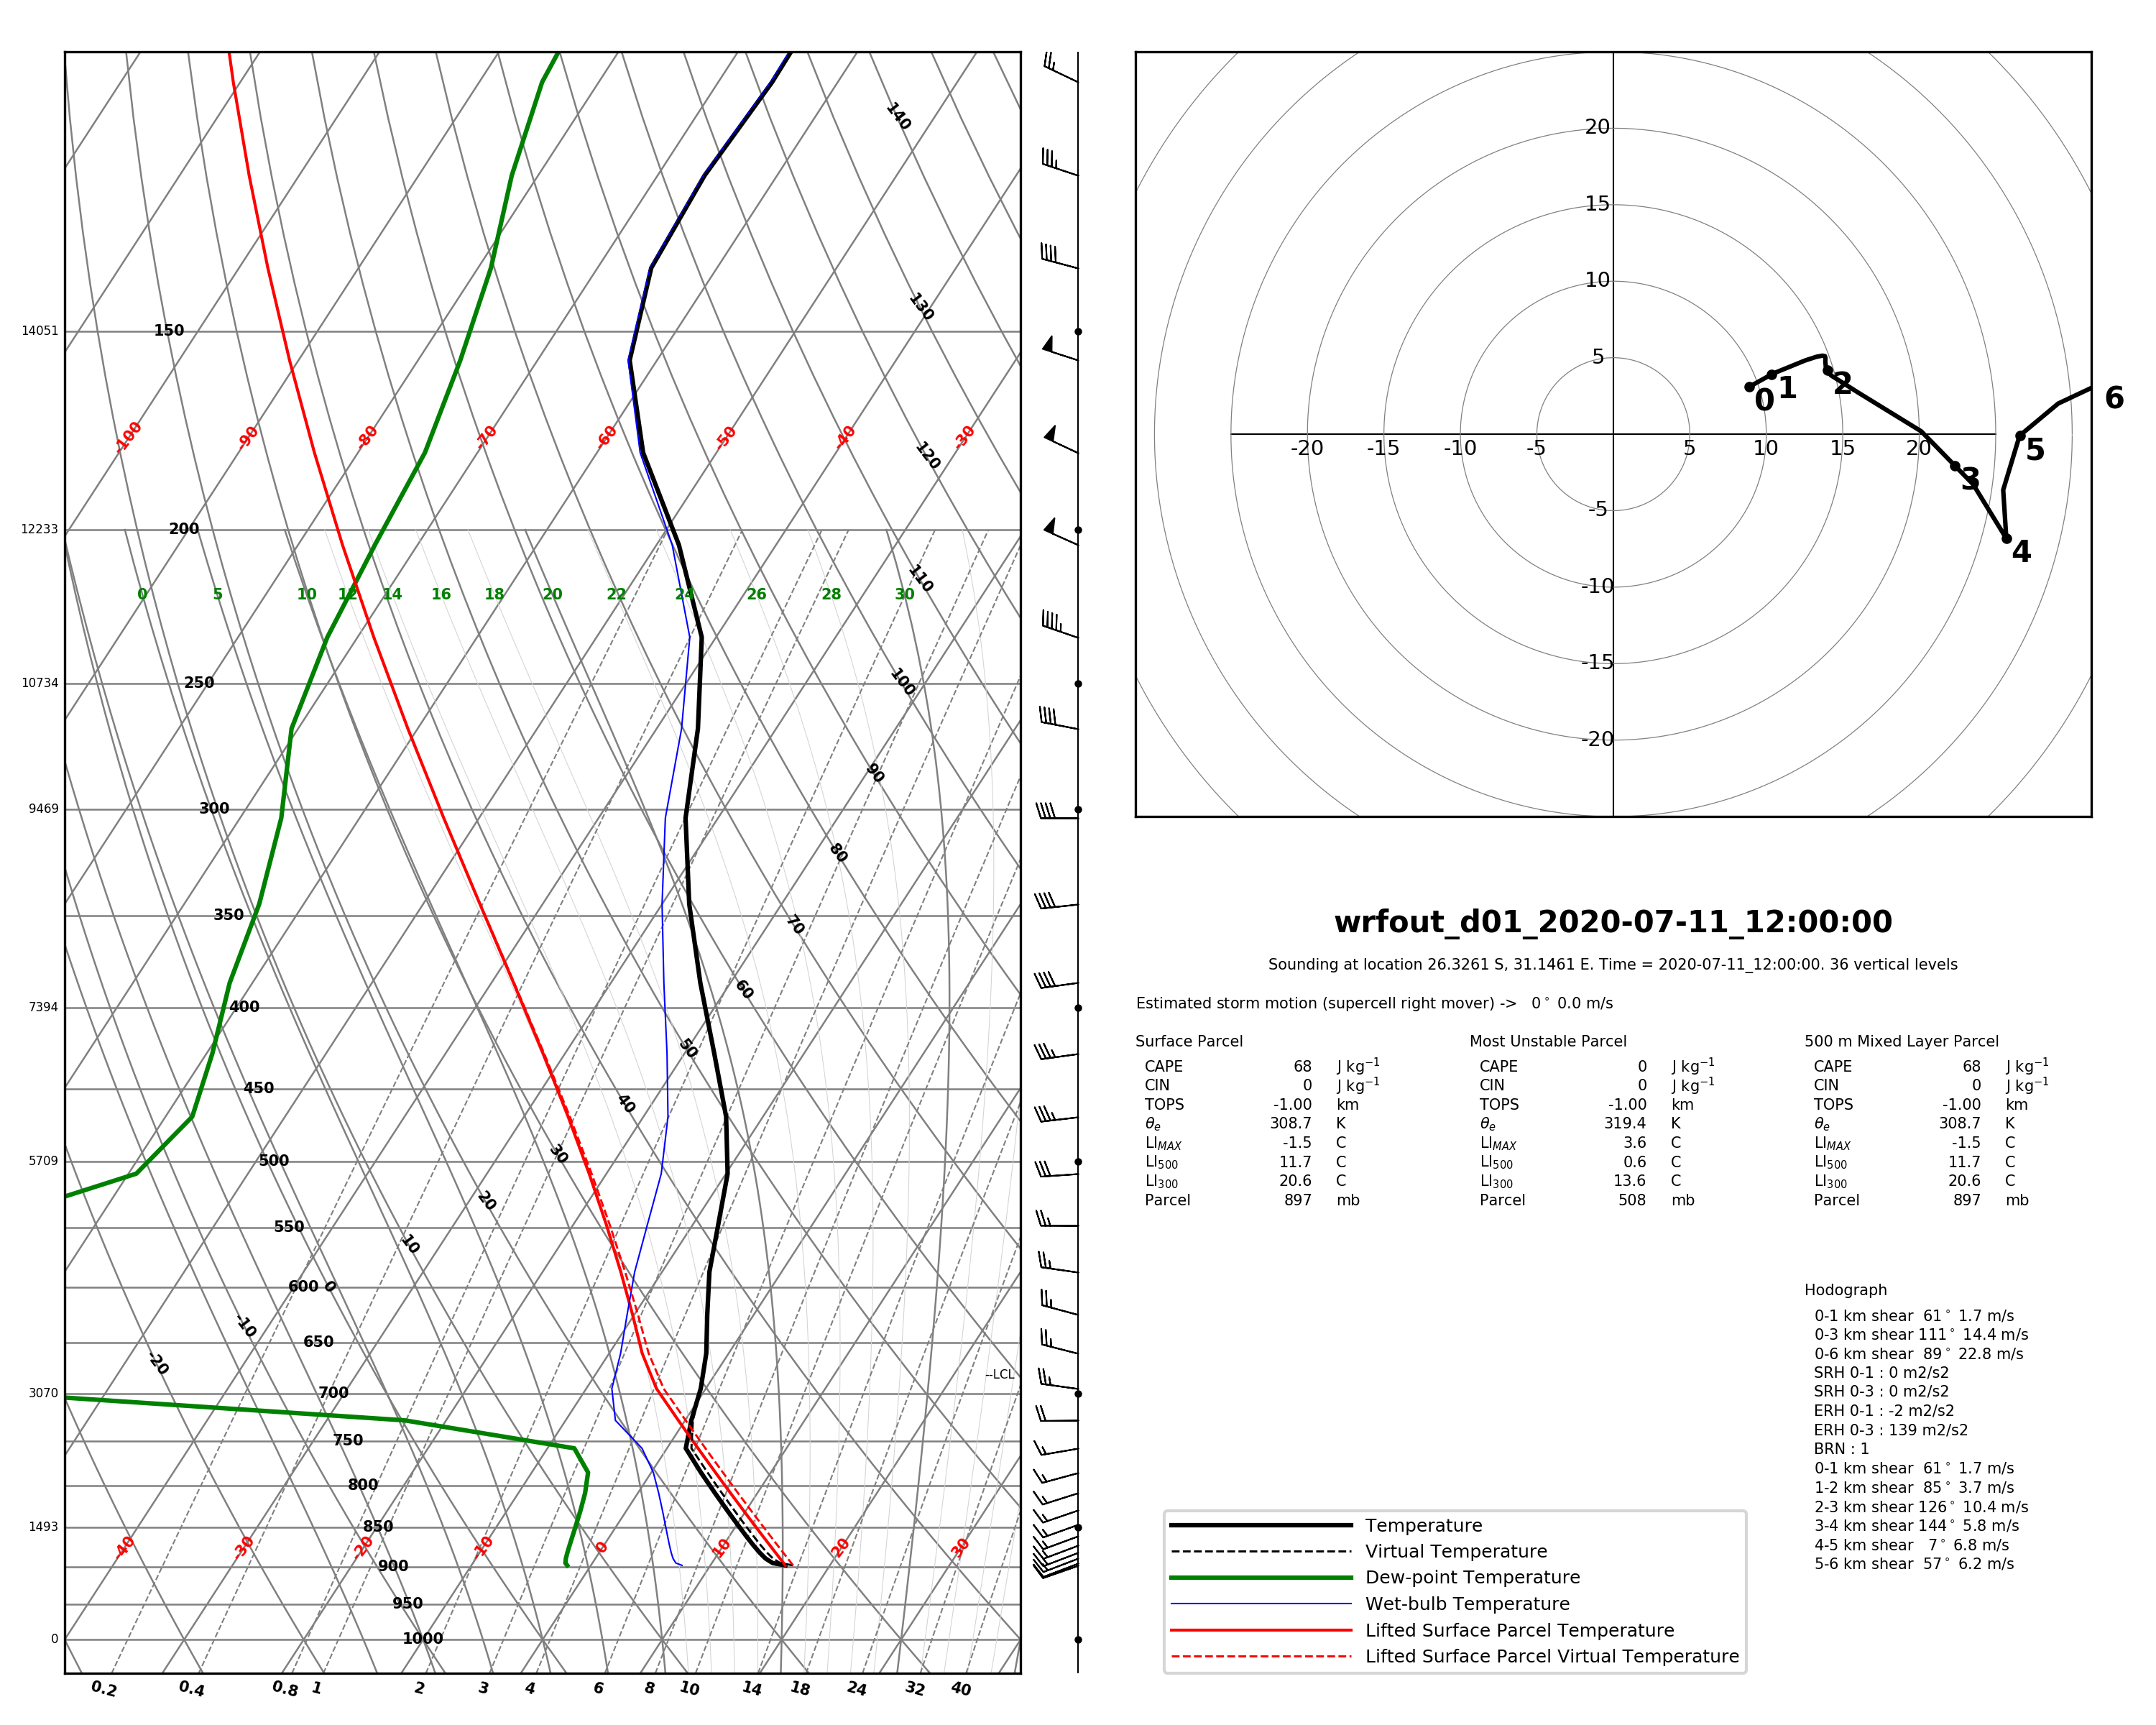 140
130
120
110
100
90
80
70
60
50
40
30
20
10
0
-10
-20
14051 150
-100 -90 -80 -70 -60 -50 -40 -30
12233 200
0 5 10 12 14 16 18 20 22 24 26 28 30
10734 250
9469 300
350
7394 400
450
5709 500
550
600
650
--LCL
3070 700
750
800
1493 850
-40 -30 -20 -10 0 10 20 30
900
950
0 1000
0.2 0.4 0.8 1 2 3 4 6 8 10 14 18 24 32 40
20
15
10
5
-20 -15 -10 -5 5 10 15 20
-5
-10
-15
-20
0 1 2 3 4 5 6
wrfout_d01_2020-07-11_12:00:00
Sounding at location 26.3261 S, 31.1461 E. Time = 2020-07-11_12:00:00. 36 vertical levels
Estimated storm motion (supercell right mover) -> 0° 0.0 m/s
Surface Parcel
CAPE 68 J kg⁻¹
CIN 0 J kg⁻¹
TOPS -1.00 km
θe 308.7 K
LIMAX -1.5 C
LI500 11.7 C
LI300 20.6 C
Parcel 897 mb
Most Unstable Parcel
CAPE 0 J kg⁻¹
CIN 0 J kg⁻¹
TOPS -1.00 km
θe 319.4 K
LIMAX 3.6 C
LI500 0.6 C
LI300 13.6 C
Parcel 508 mb
500 m Mixed Layer Parcel
CAPE 68 J kg⁻¹
CIN 0 J kg⁻¹
TOPS -1.00 km
θe 308.7 K
LIMAX -1.5 C
LI500 11.7 C
LI300 20.6 C
Parcel 897 mb
Hodograph
0-1 km shear 61° 1.7 m/s
0-3 km shear 111° 14.4 m/s
0-6 km shear 89° 22.8 m/s
SRH 0-1 : 0 m2/s2
SRH 0-3 : 0 m2/s2
ERH 0-1 : -2 m2/s2
ERH 0-3 : 139 m2/s2
BRN : 1
0-1 km shear 61° 1.7 m/s
1-2 km shear 85° 3.7 m/s
2-3 km shear 126° 10.4 m/s
3-4 km shear 144° 5.8 m/s
4-5 km shear 7° 6.8 m/s
5-6 km shear 57° 6.2 m/s
Temperature
Virtual Temperature
Dew-point Temperature
Wet-bulb Temperature
Lifted Surface Parcel Temperature
Lifted Surface Parcel Virtual Temperature